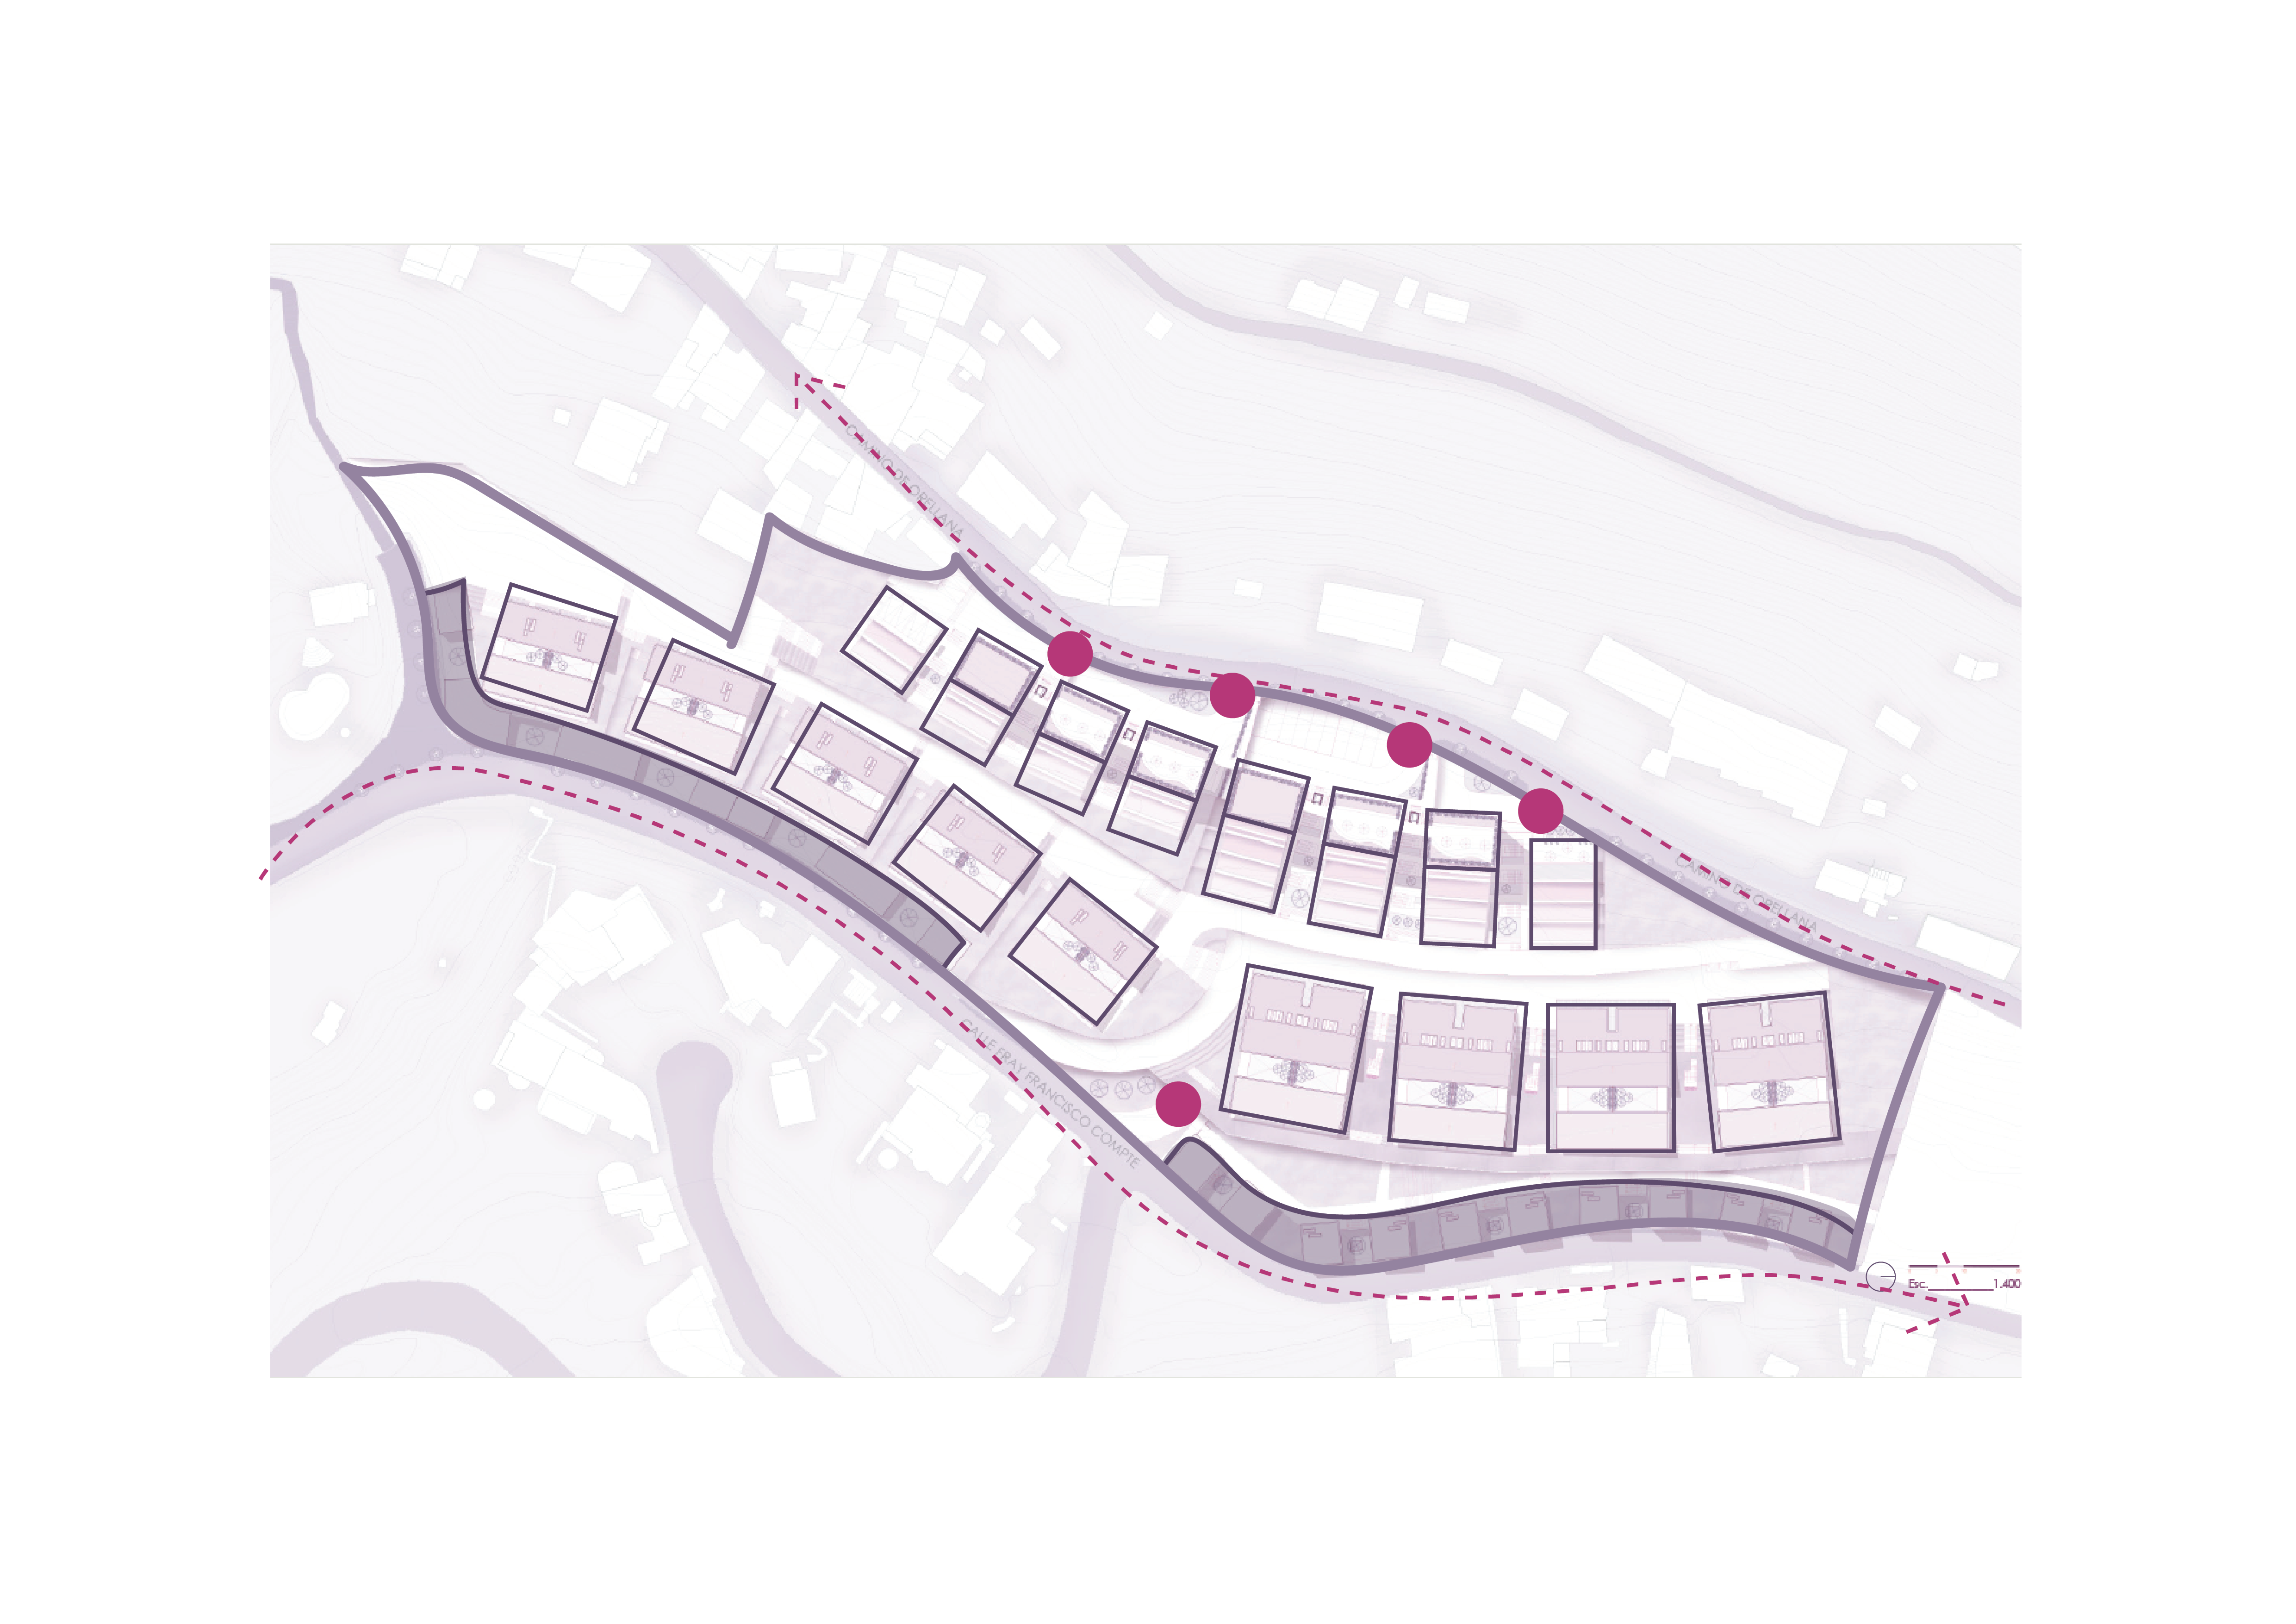 CAMINO DE ORELLANA
CAMINO DE ORELLANA
CALLE FRAY FRANCISCO COMPTE
Esc. 1.400